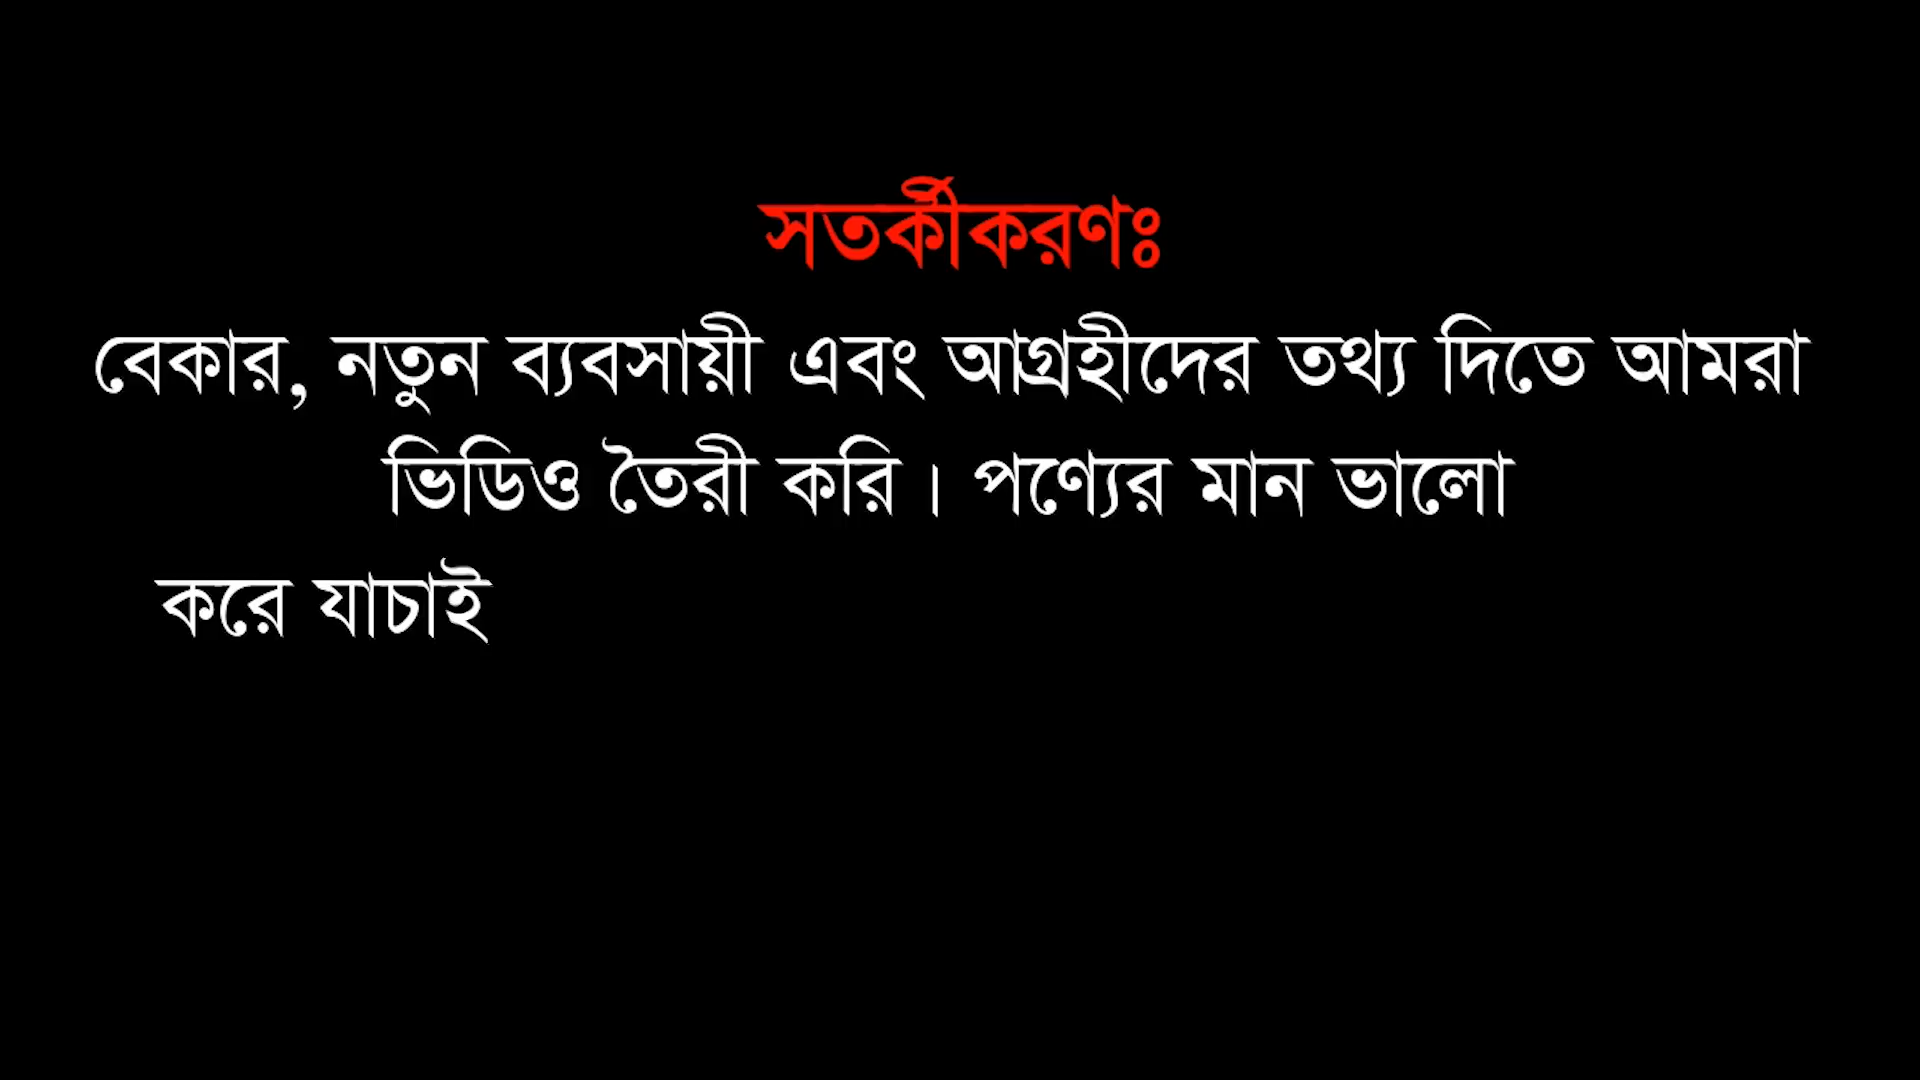 সতর্কীকরণঃ
বেকার, নতুন ব্যবসায়ী এবং আগ্রহীদের তথ্য দিতে আমরা
ভিডিও তৈরী করি। পণ্যের মান ভালো
করে যাচাই